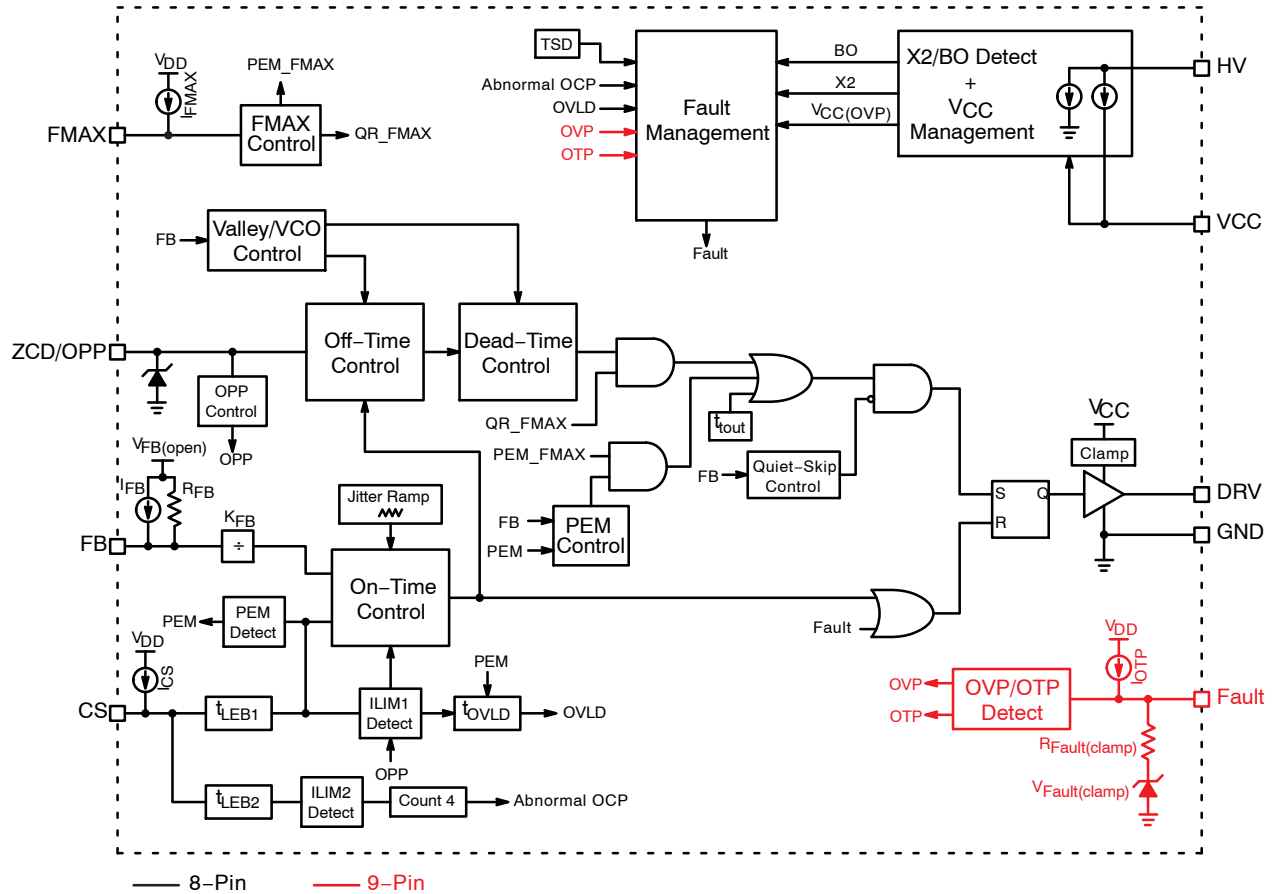 FMAX
VDD
IFMAX
PEM_FMAX
FMAX
Control
QR_FMAX
TSD
Abnormal OCP
OVLD
OVP
OTP
Fault
Management
Fault
BO
X2
VCC(OVP)
X2/BO Detect
+
VCC
Management
HV
VCC
FB
Valley/VCO
Control
ZCD/OPP
OPP
Control
OPP
Off−Time
Control
Dead−Time
Control
QR_FMAX
ttout
PEM_FMAX
FB
Quiet−Skip
Control
FB
PEM
PEM
Control
S
R
Q
VCC
Clamp
DRV
GND
VFB(open)
IFB
RFB
FB
KFB
÷
Jitter Ramp
On−Time
Control
PEM
PEM
Detect
Fault
VDD
ICS
CS
tLEB1
ILIM1
Detect
OPP
PEM
tOVLD
OVLD
tLEB2
ILIM2
Detect
Count 4
Abnormal OCP
OVP
OTP
OVP/OTP
Detect
VDD
IOTP
Fault
RFault(clamp)
VFault(clamp)
8−Pin
9−Pin